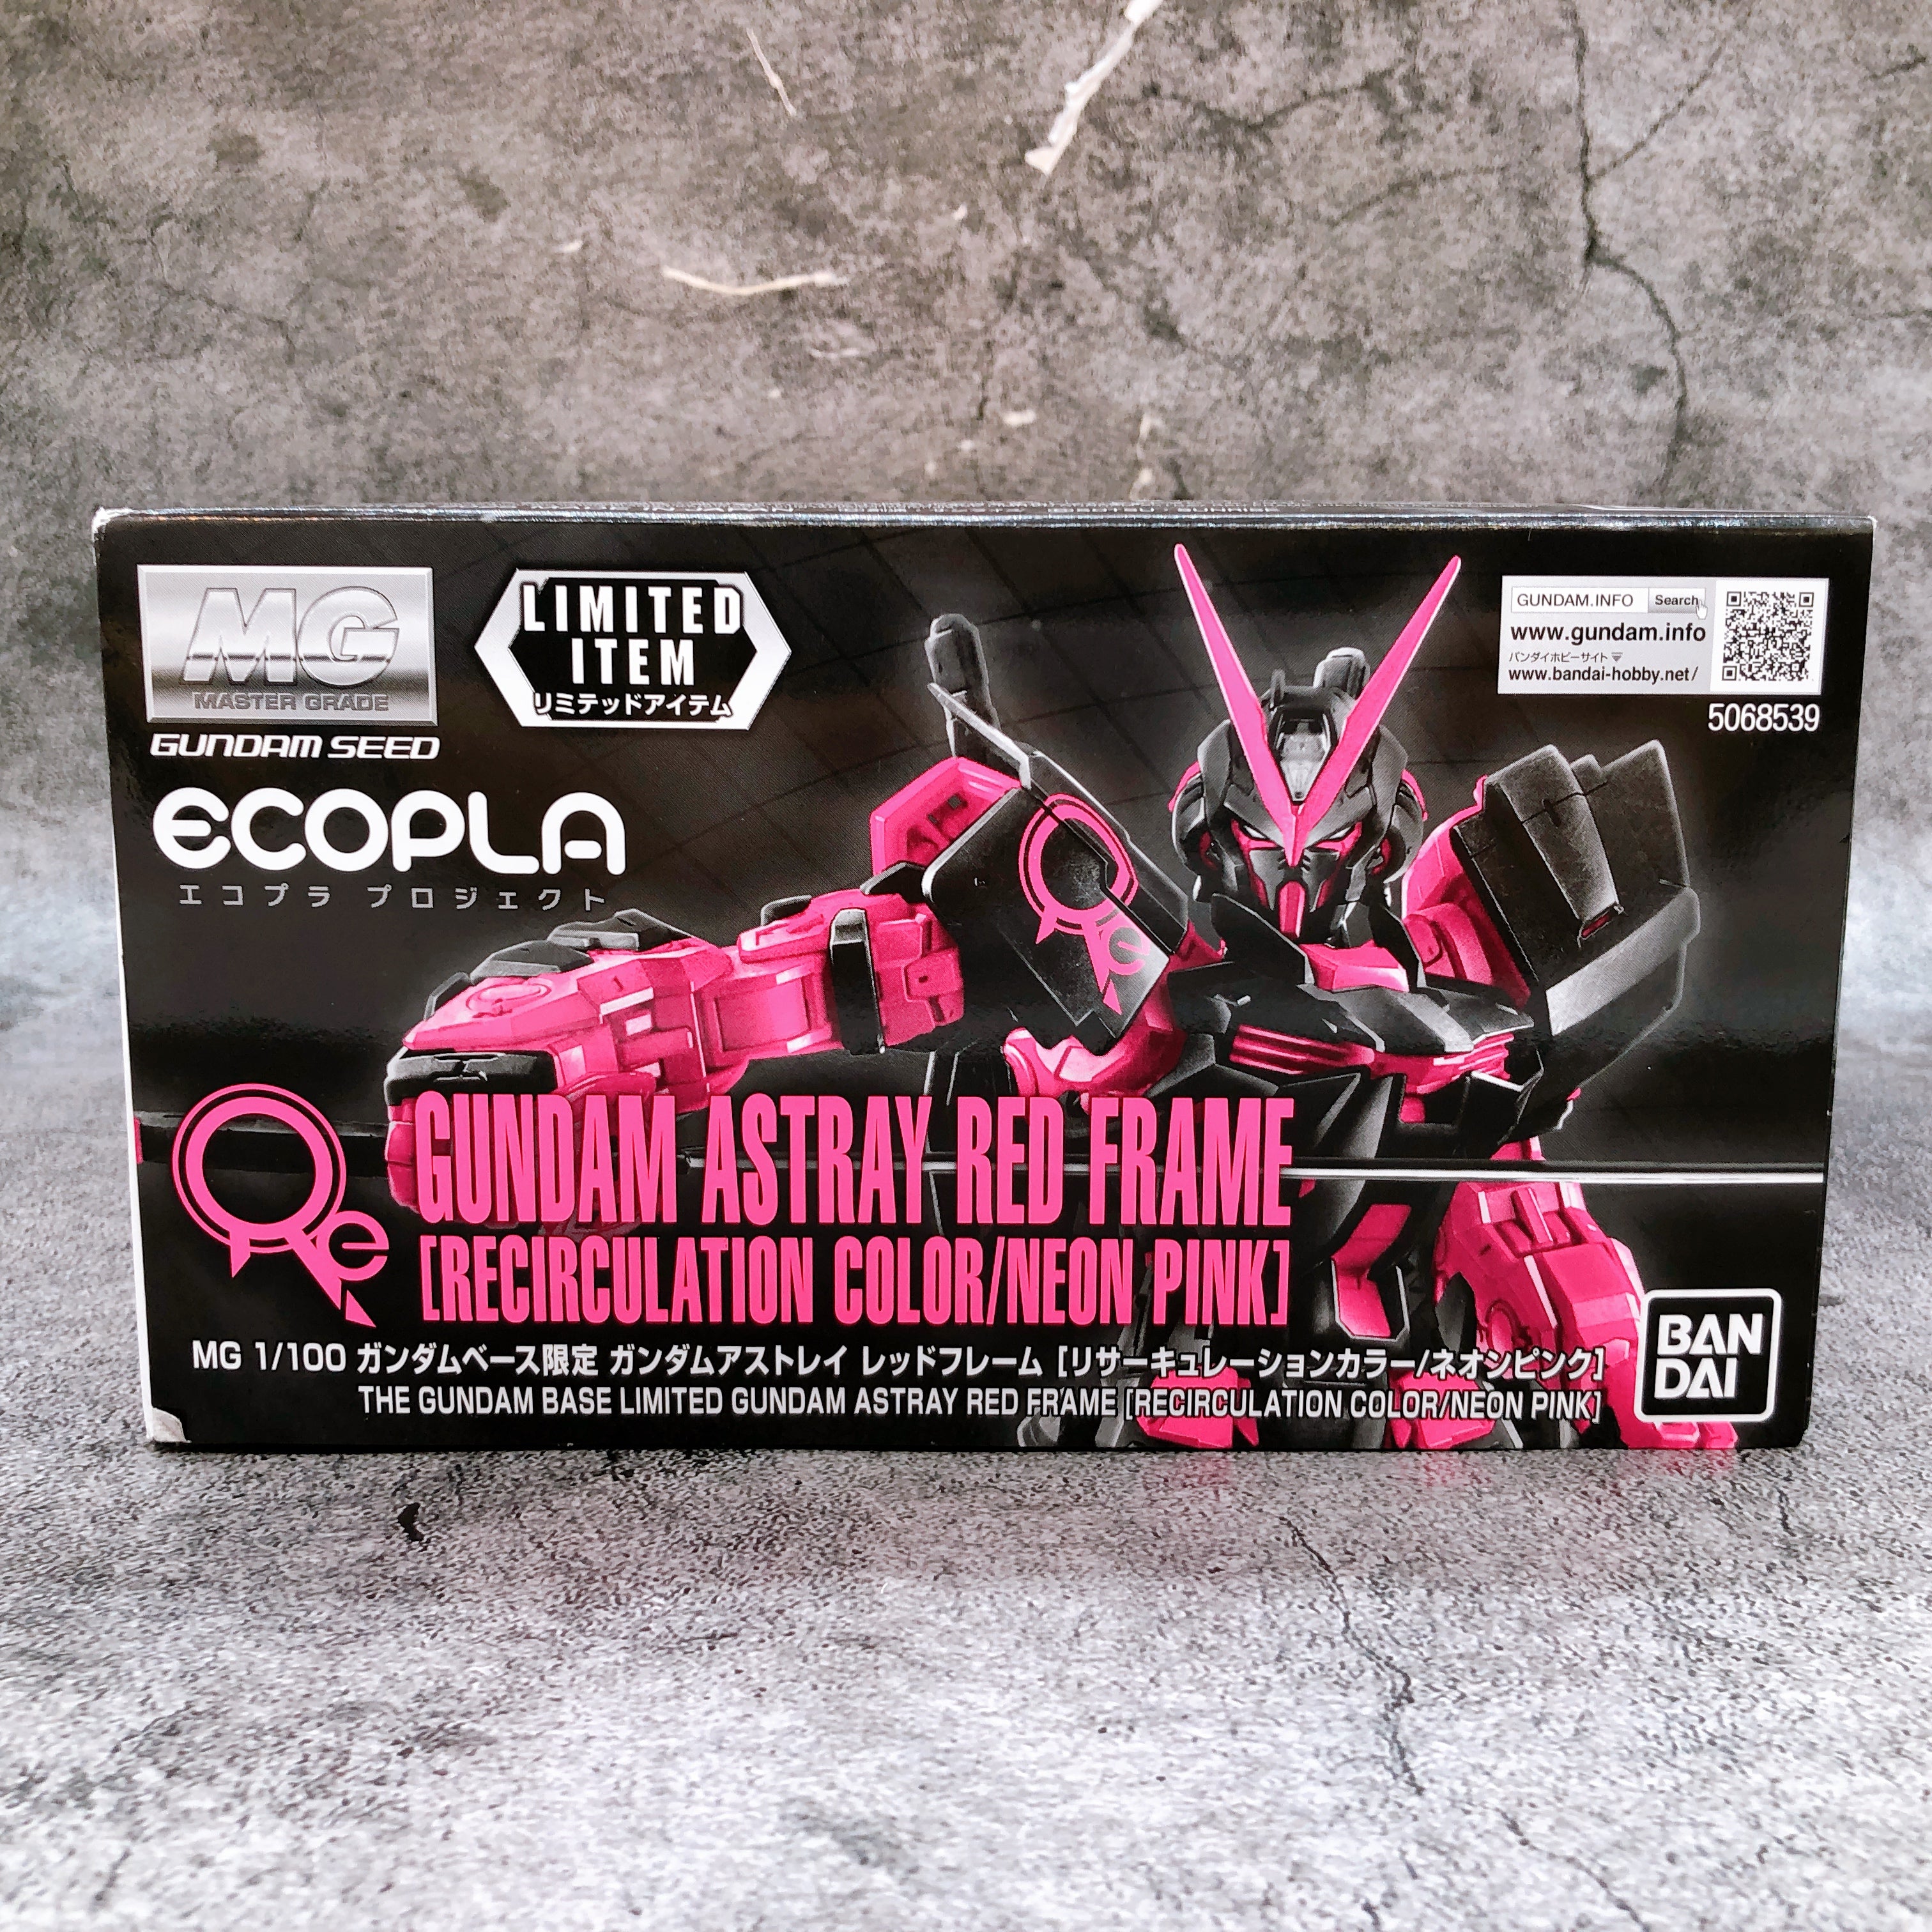 MG
MASTER GRADE
GUNDAM SEED
LIMITED
ITEM
リミテッドアイテム
GUNDAM.INFO Search
www.gundam.info
バンダイホビーサイト
www.bandai-hobby.net/
5068539
ECOPLA
エコプラ プロジェクト
Re
Re
GUNDAM ASTRAY RED FRAME
[RECIRCULATION COLOR/NEON PINK]
MG 1/100 ガンダムベース限定 ガンダムアストレイ レッドフレーム [リサーキュレーションカラー/ネオンピンク]
THE GUNDAM BASE LIMITED GUNDAM ASTRAY RED FRAME [RECIRCULATION COLOR/NEON PINK]
BAN
DAI